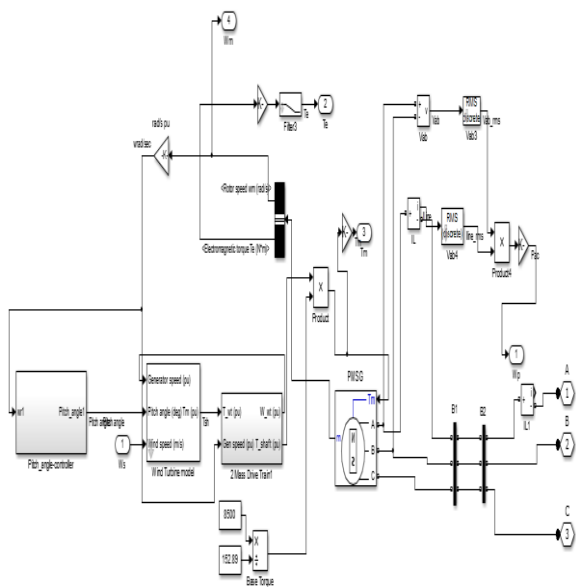 4
Wm
rad/s pu
wrad/sec
K-
Filter3
Te
2
Te
<Rotor speed wm (rad/s>
<Electromagnetic torque Te (N*m)>
Vab
RMS
(discrete)
Vab3
Vab_rms
IL
Iline
RMS
(discrete)
Vab4
Iline_rms
X
Product4
K-
Pac
K-
3
Tm
X
Product
1
Wp
wr1
Pitch_angle1
Pitch_angle-controller
Pitch angle
1
Ws
Generator speed (pu)
Pitch angle (deg)
Tm (pu)
Wind speed (m/s)
Wind Turbine model
Tsh
T_wt (pu)
W_wt (pu)
Gen speed (pu)
T_shaft (pu)
2 Mass Drive Train1
8500
152.89
X
÷
Base Torque
PMSG
Tm
m
N
S
A
B
C
B1
B2
IL1
A
1
B
2
C
3